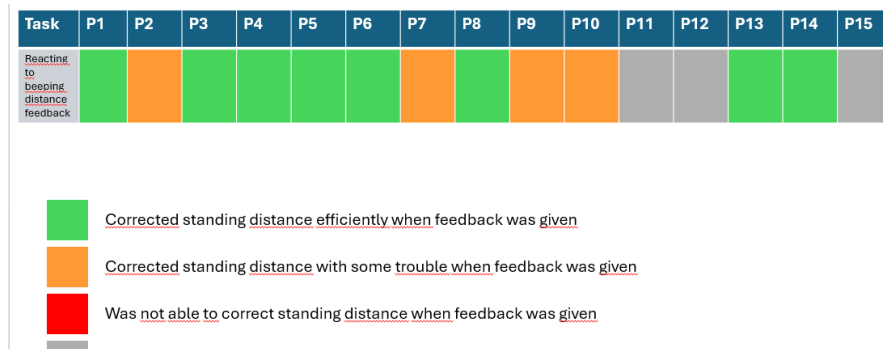 Task P1 P2 P3 P4 P5 P6 P7 P8 P9 P10 P11 P12 P13 P14 P15
Reacting
to
beeping
distance
feedback
Corrected standing distance efficiently when feedback was given
Corrected standing distance with some trouble when feedback was given
Was not able to correct standing distance when feedback was given